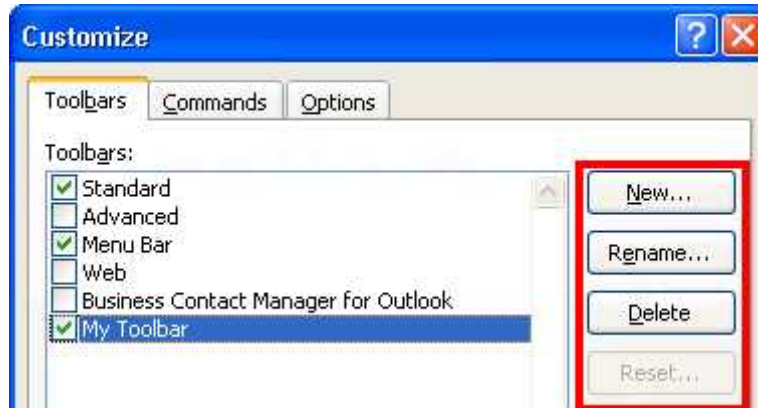 Customize
?
Toolbars Commands Options
Toolbars:
Standard
Advanced
Menu Bar
Web
Business Contact Manager for Outlook
My Toolbar
New...
Rename...
Delete
Reset...